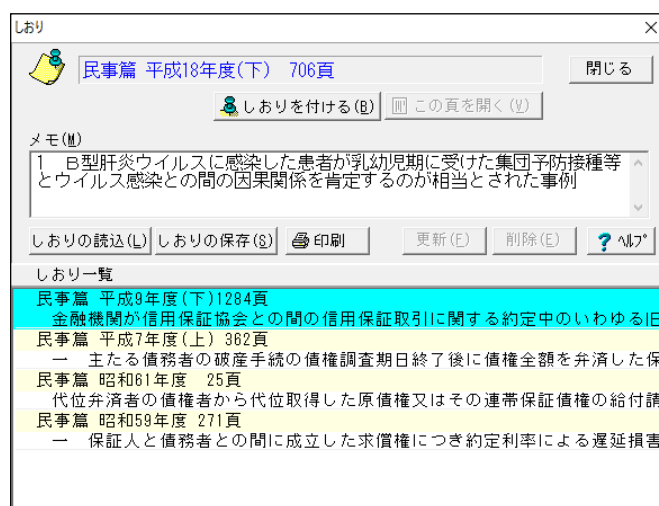 しおり
民事篇 平成18年度(下) 706頁
閉じる
しおりを付ける(B)
この頁を開く(V)
メモ(M)
1 B型肝炎ウイルスに感染した患者が乳幼児期に受けた集団予防接種等
とウイルス感染との間の因果関係を肯定するのが相当とされた事例
しおりの読込(L)
しおりの保存(S)
印刷
更新(F)
削除(E)
ヘルプ
しおり一覧
民事篇 平成9年度(下)1284頁
金融機関が信用保証協会との間の信用保証取引に関する約定中のいわゆる旧
民事篇 平成7年度(上) 362頁
一 主たる債務者の破産手続の債権調査期日終了後に債権全額を弁済した保
民事篇 昭和61年度 25頁
代位弁済者の債権者から代位取得した原債権又はその連帯保証債権の給付請
民事篇 昭和59年度 271頁
一 保証人と債務者との間に成立した求償権につき約定利率による遅延損害